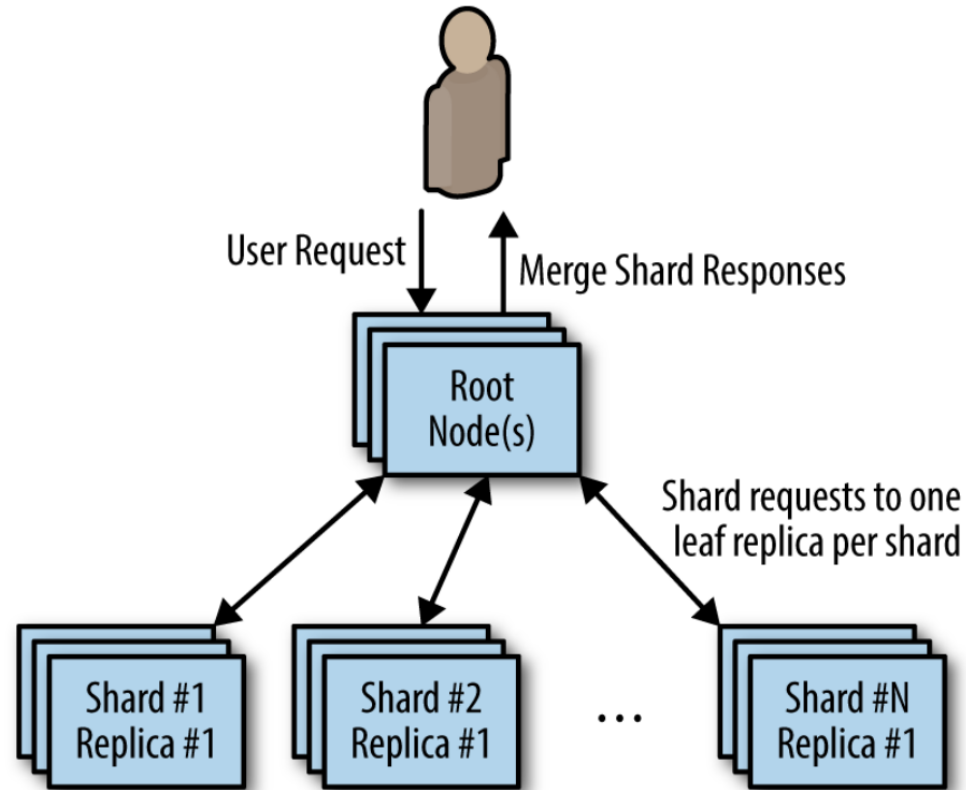 User Request
Merge Shard Responses
Root
Node(s)
Shard requests to one
leaf replica per shard
Shard #1
Replica #1
Shard #2
Replica #1
...
Shard #N
Replica #1